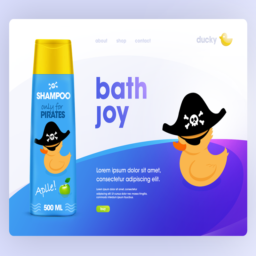 about shop contact
ducky
SHAMPOO
only for
PIRATES
Aple!
500 ML
bath
joy
Lorem ipsum dolor sit amet,
consectetur adipiscing elit.